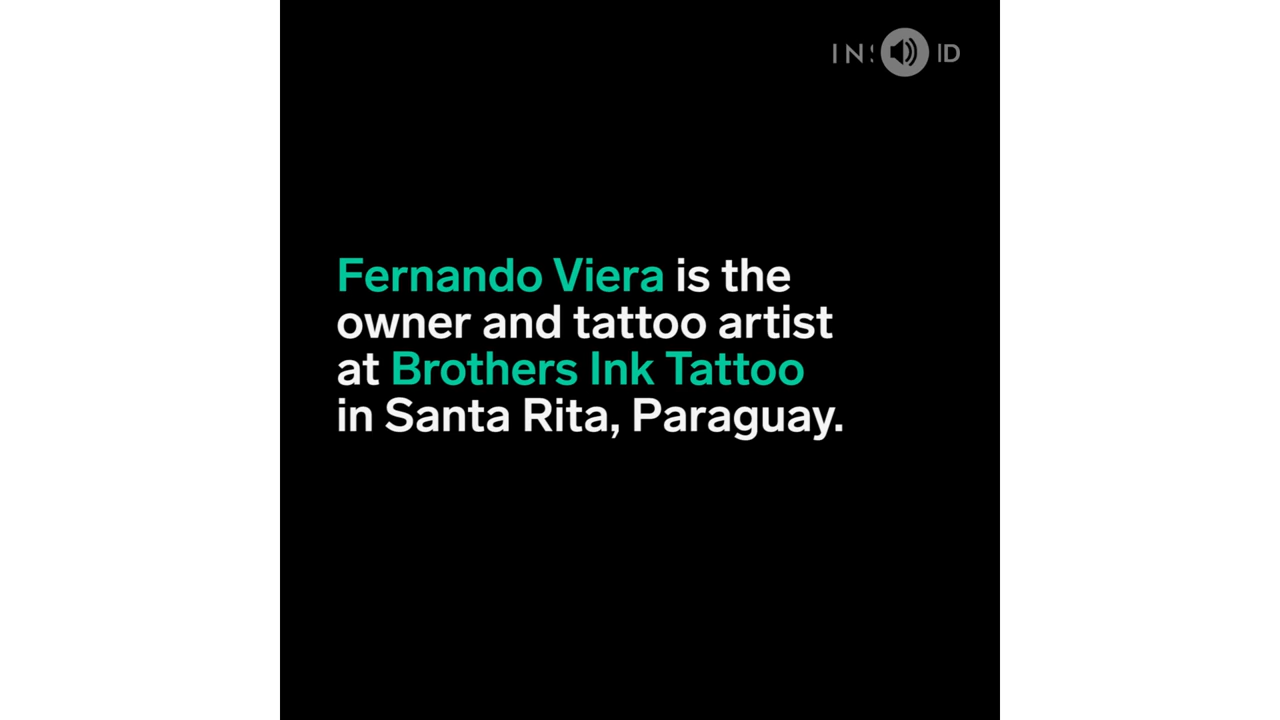 Fernando Viera is the
owner and tattoo artist
at Brothers Ink Tattoo
in Santa Rita, Paraguay.